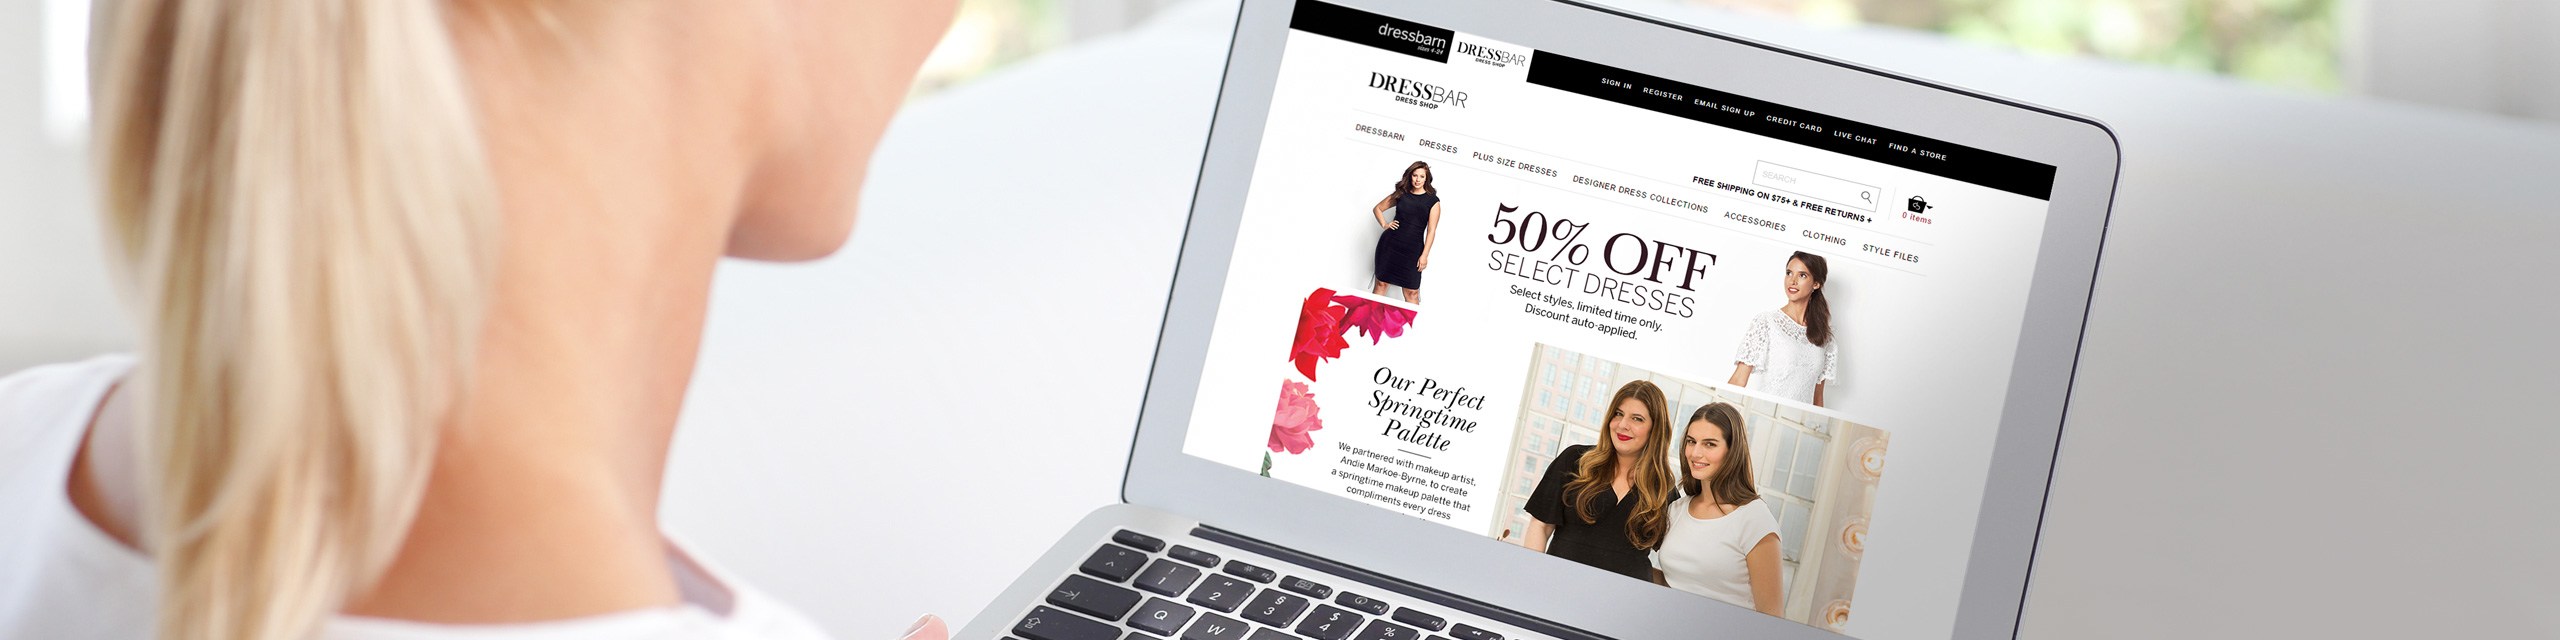 dressbarn
sizes 4-24
DRESSBAR
DRESS SHOP
SIGN IN
REGISTER
EMAIL SIGN UP
CREDIT CARD
LIVE CHAT
FIND A STORE
DRESSBAR
DRESS SHOP
SEARCH
FREE SHIPPING ON $75+ & FREE RETURNS +
0 items
DRESSBARN
DRESSES
PLUS SIZE DRESSES
DESIGNER DRESS COLLECTIONS
ACCESSORIES
CLOTHING
STYLE FILES
50% OFF
SELECT DRESSES
Select styles, limited time only.
Discount auto-applied.
Our Perfect
Springtime
Palette
We partnered with makeup artist,
Andie Markoe-Byrne, to create
a springtime makeup palette that
compliments every dress
1
2
§
3
$
4
%
Q
W